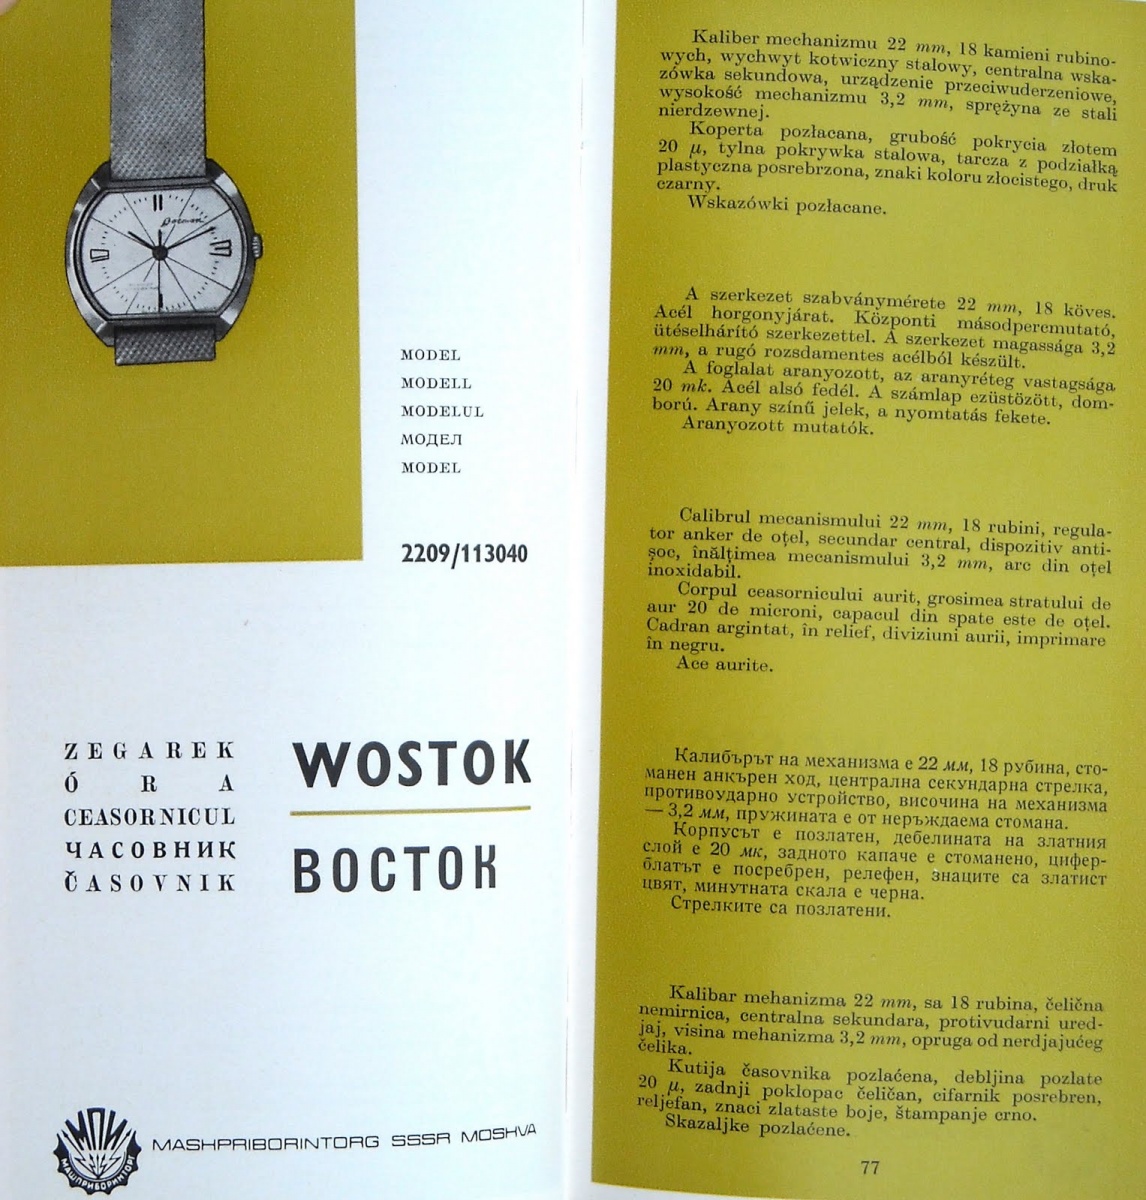 Восток
MODEL
MODELL
MODELUL
МОДЕЛ
MODEL
2209/113040
ZEGAREK
ÓRA
CEASORNICUL
ЧАСОВНИК
ČASOVNIK
WOSTOK
ВОСТОК
МПИ
МАШПРИБОРИНТОРГ
MASHPRIBORINTORG SSSR MOSHVA
Kaliber mechanizmu 22 mm, 18 kamieni rubino-
wych, wychwyt kotwiczny stalowy, centralna wska-
zówka sekundowa, urządzenie przeciwuderzeniowe,
wysokość mechanizmu 3,2 mm, sprężyna ze stali
nierdzewnej.
Koperta pozłacana, grubość pokrycia złotem
20 μ, tylna pokrywka stalowa, tarcza z podziałką
plastyczna posrebrzona, znaki koloru złocistego, druk
czarny.
Wskazówki pozłacane.
A szerkezet szabványmérete 22 mm, 18 köves.
Acél horgonyjárat. Központi másodpercmutató,
ütéselhárító szerkezettel. A szerkezet magassága 3,2
mm, a rugó rozsdamentes acélból készült.
A foglalat aranyozott, az aranyréteg vastagsága
20 mk. Acél alsó fedél. A számlap ezüstözött, dom-
ború. Arany színű jelek, a nyomtatás fekete.
Aranyozott mutatók.
Calibrul mecanismului 22 mm, 18 rubini, regula-
tor anker de oțel, secundar central, dispozitiv anti-
șoc, înălțimea mecanismului 3,2 mm, arc din oțel
inoxidabil.
Corpul ceasornicului aurit, grosimea stratului de
aur 20 de microni, capacul din spate este de oțel.
Cadran argintat, în relief, diviziuni aurii, imprimare
în negru.
Ace aurite.
Калибърът на механизма е 22 мм, 18 рубина, сто-
манен анкърен ход, централна секундарна стрелка,
противоударно устройство, височина на механизма
— 3,2 мм, пружината е от неръждаема стомана.
Корпусът е позлатен, дебелината на златния
слой е 20 мк, задното капаче е стоманено, цифер-
блатът е посребрен, релефен, знаците са златист
цвят, минутната скала е черна.
Стрелките са позлатени.
Kalibar mehanizma 22 mm, sa 18 rubina, čelična
nemirnica, centralna sekundara, protivudarni ured-
jaj, visina mehanizma 3,2 mm, opruga od nerdjajućeg
čelika.
Kutija časovnika pozlaćena, debljina pozlate
20 μ, zadnji poklopac čeličan, cifarnik posrebren,
reljefan, znaci zlataste boje, štampanje crno.
Skazaljke pozlaćene.
77